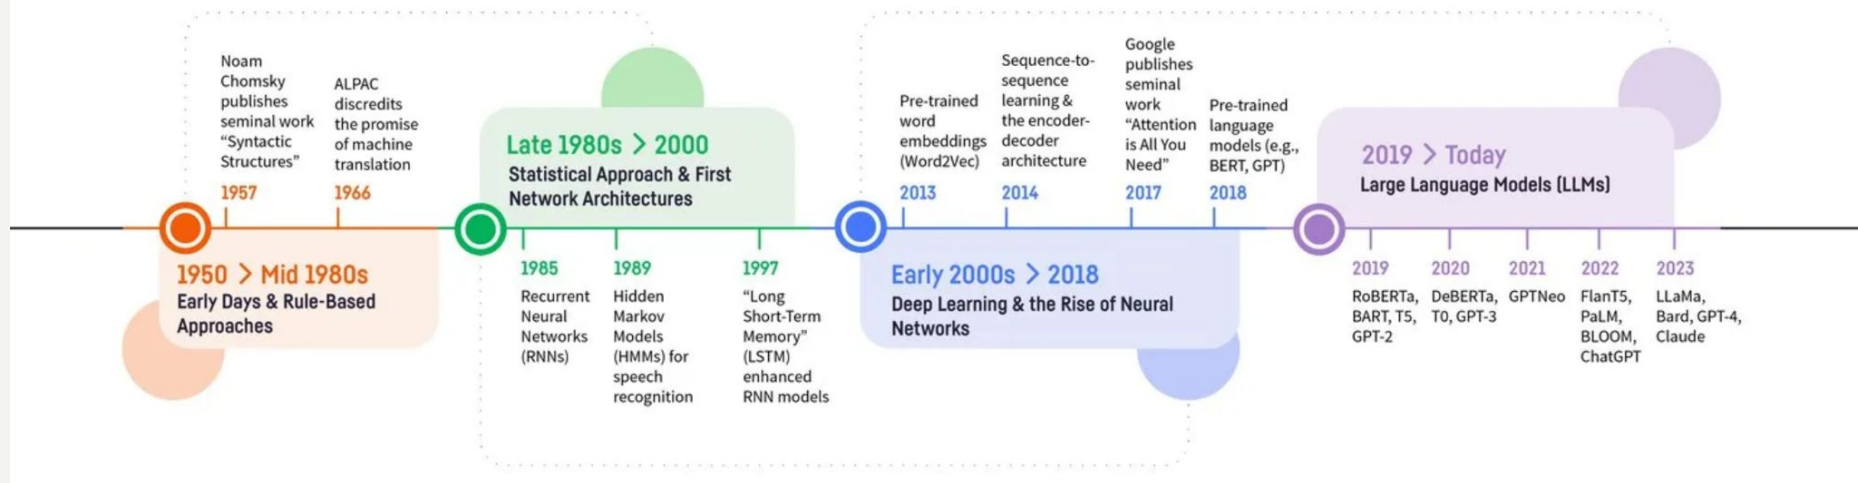 Noam
Chomsky
publishes
seminal work
“Syntactic
Structures”
1957
ALPAC
discredits
the promise
of machine
translation
1966
1950 > Mid 1980s
Early Days & Rule-Based
Approaches
Late 1980s > 2000
Statistical Approach & First
Network Architectures
1985
Recurrent
Neural
Networks
(RNNs)
1989
Hidden
Markov
Models
(HMMs) for
speech
recognition
1997
“Long
Short-Term
Memory”
(LSTM)
enhanced
RNN models
Pre-trained
word
embeddings
(Word2Vec)
2013
Sequence-to-
sequence
learning &
the encoder-
decoder
architecture
2014
Google
publishes
seminal
work
“Attention
is All You
Need”
2017
Pre-trained
language
models (e.g.,
BERT, GPT)
2018
Early 2000s > 2018
Deep Learning & the Rise of Neural
Networks
2019 > Today
Large Language Models (LLMs)
2019
RoBERTa,
BART, T5,
GPT-2
2020
DeBERTa,
T0, GPT-3
2021
GPTNeo
2022
FlanT5,
PaLM,
BLOOM,
ChatGPT
2023
LLaMa,
Bard, GPT-4,
Claude